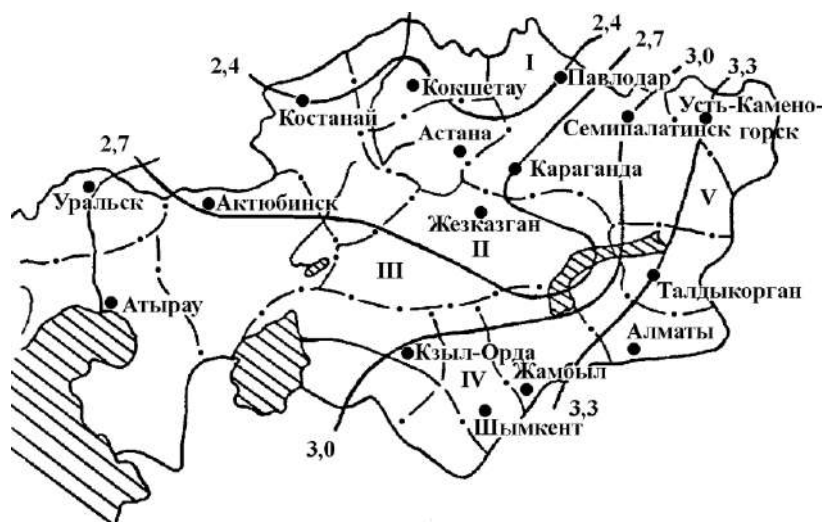 2,4
2,7
3,0
3,3
2,4
I
Павлодар
Кокшетау
Костанай
Семипалатинск
Усть-Камено-
горск
Астана
2,7
Караганда
Уральск
Актюбинск
Жезказган
V
II
III
Атырау
Талдыкорган
Алматы
Кзыл-Орда
IV
Жамбыл
3,3
Шымкент
3,0